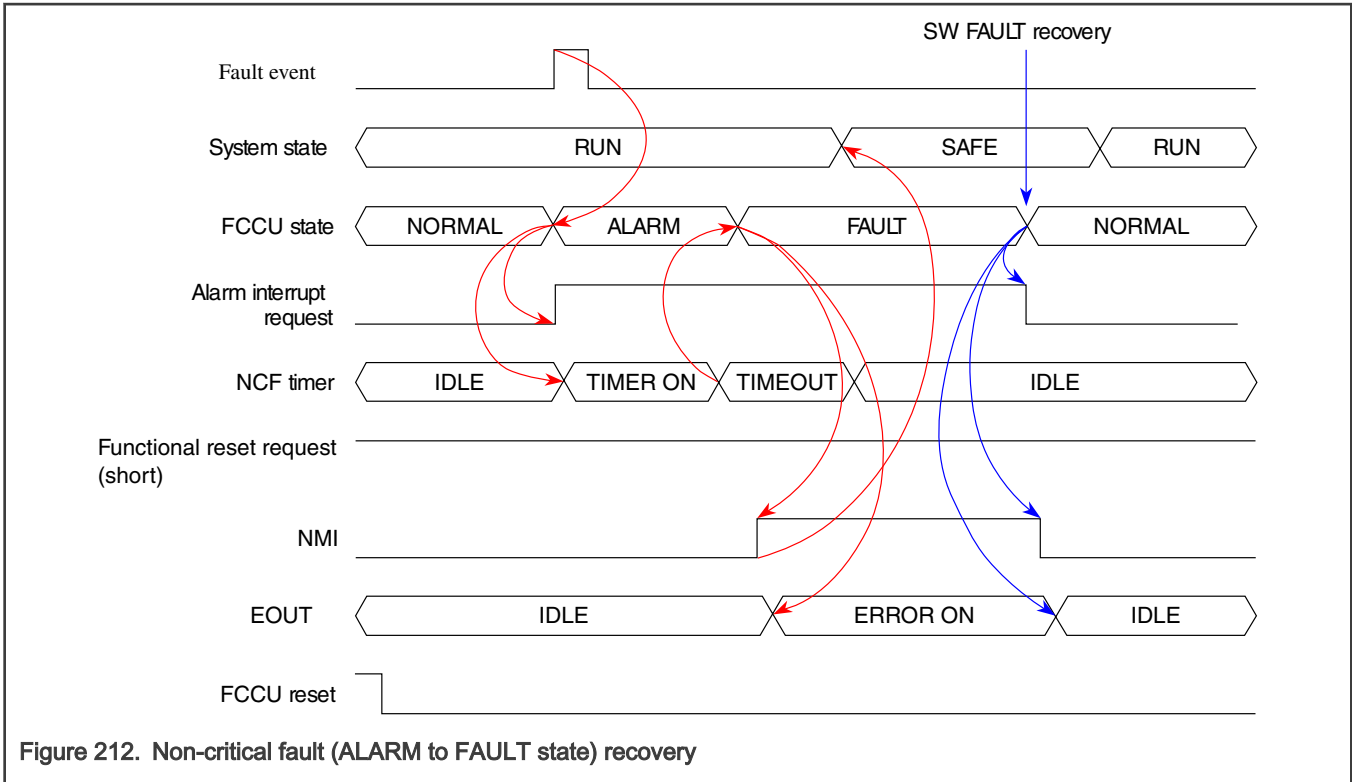 SW FAULT recovery
Fault event
System state
RUN
SAFE
RUN
FCCU state
NORMAL
ALARM
FAULT
NORMAL
Alarm interrupt
request
NCF timer
IDLE
TIMER ON
TIMEOUT
IDLE
Functional reset request
(short)
NMI
EOUT
IDLE
ERROR ON
IDLE
FCCU reset
Figure 212. Non-critical fault (ALARM to FAULT state) recovery